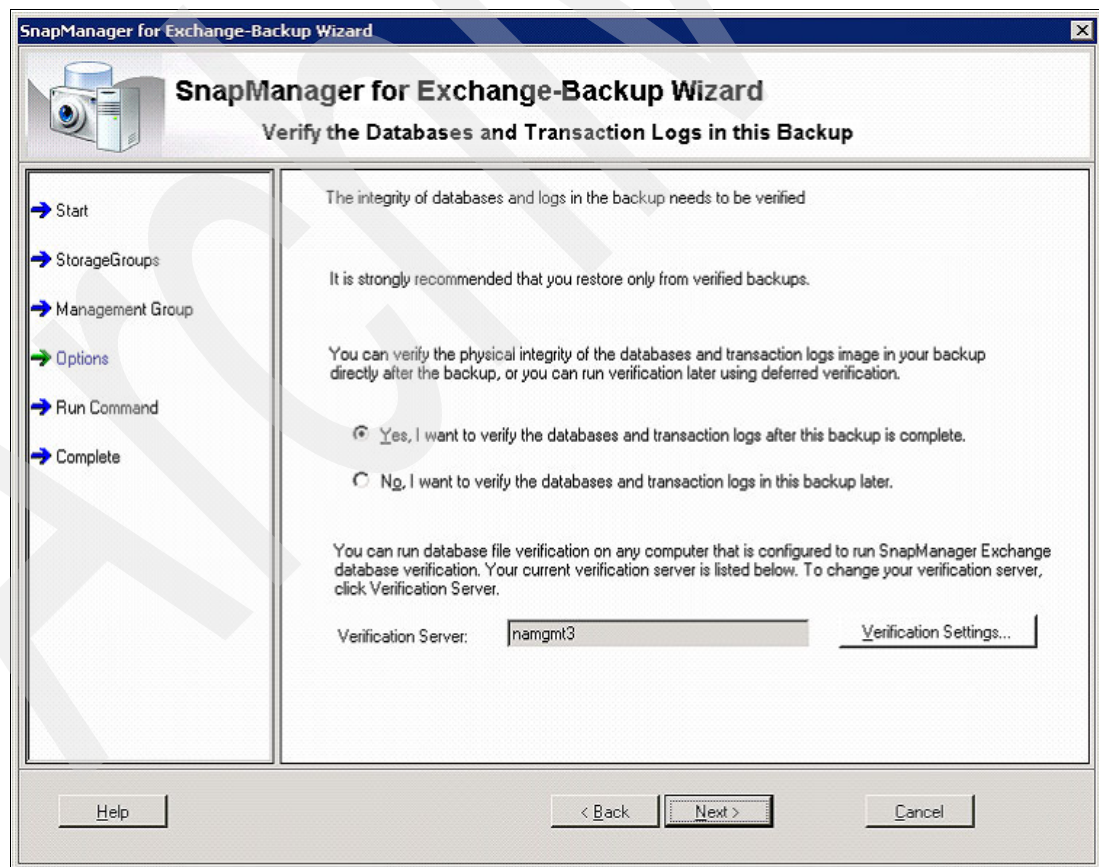 SnapManager for Exchange-Backup Wizard
SnapManager for Exchange-Backup Wizard
Verify the Databases and Transaction Logs in this Backup
Start
StorageGroups
Management Group
Options
Run Command
Complete
The integrity of databases and logs in the backup needs to be verified
It is strongly recommended that you restore only from verified backups.
You can verify the physical integrity of the databases and transaction logs image in your backup
directly after the backup, or you can run verification later using deferred verification.
Yes, I want to verify the databases and transaction logs after this backup is complete.
No, I want to verify the databases and transaction logs in this backup later.
You can run database file verification on any computer that is configured to run SnapManager Exchange
database verification. Your current verification server is listed below. To change your verification server,
click Verification Server.
Verification Server: namgmt3 Verification Settings...
Help < Back Next > Cancel